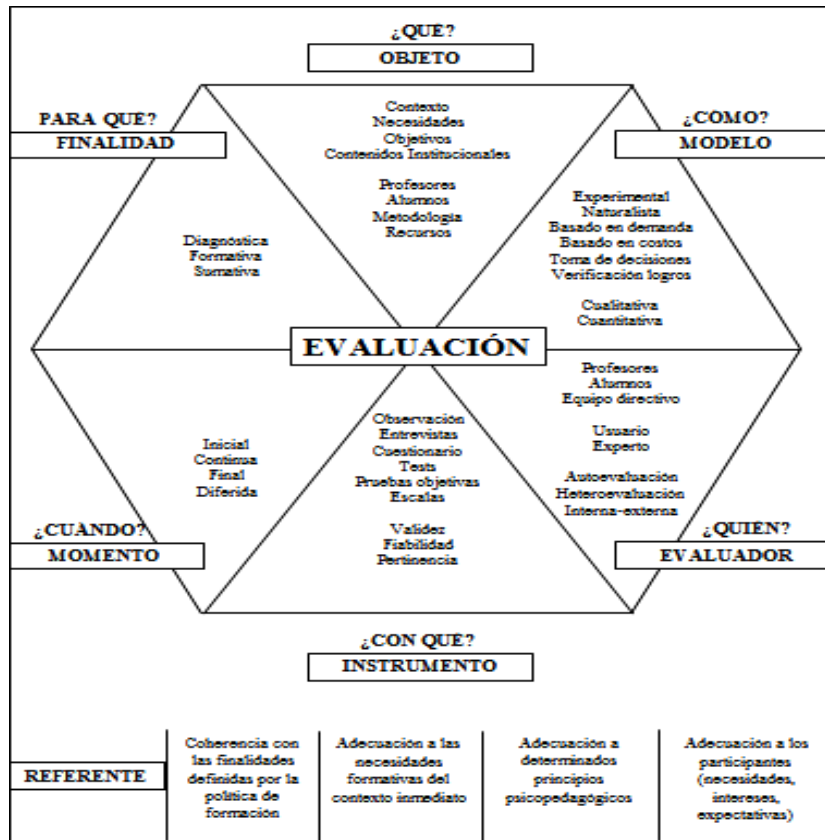 ¿QUÉ?
OBJETO
PARA QUÉ?
FINALIDAD
¿COMO?
MODELO
Contexto
Necesidades
Objetivos
Contenidos Institucionales
Profesores
Alumnos
Metodología
Recursos
Diagnóstica
Formativa
Sumativa
Experimental
Naturalista
Basado en demanda
Basado en costos
Toma de decisiones
Verificación logros
Cualitativa
Cuantitativa
EVALUACIÓN
Inicial
Continua
Final
Diferida
Observación
Entrevistas
Cuestionario
Tests
Pruebas objetivas
Escalas
Validez
Fiabilidad
Pertinencia
Profesores
Alumnos
Equipo directivo
Usuario
Experto
Autoevaluación
Heteroevaluación
Interna-externa
¿CUÁNDO?
MOMENTO
¿QUIÉN?
EVALUADOR
¿CON QUÉ?
INSTRUMENTO
REFERENTE
Coherencia con
las finalidades
definidas por la
política de
formación
Adecuación a las
necesidades
formativas del
contexto inmediato
Adecuación a
determinados
principios
psicopedagógicos
Adecuación a los
participantes
(necesidades,
intereses,
expectativas)